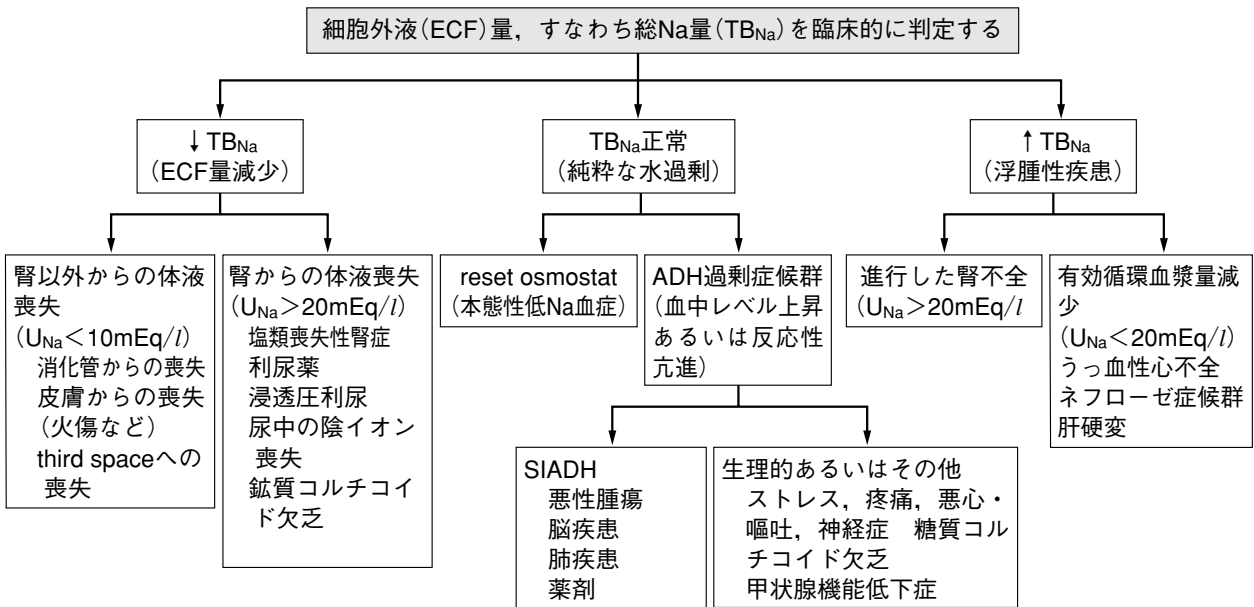 細胞外液(ECF)量，すなわち総Na量(TBNa)を臨床的に判定する
↓TBNa
(ECF量減少)
TBNa正常
(純粋な水過剰)
↑TBNa
(浮腫性疾患)
腎以外からの体液
喪失
(UNa＜10mEq/l)
消化管からの喪失
皮膚からの喪失
(火傷など)
third spaceへの
喪失
腎からの体液喪失
(UNa＞20mEq/l)
塩類喪失性腎症
利尿薬
浸透圧利尿
尿中の陰イオン
喪失
鉱質コルチコイ
ド欠乏
reset osmostat
(本態性低Na血症)
ADH過剰症候群
(血中レベル上昇
あるいは反応性
亢進)
進行した腎不全
(UNa＞20mEq/l
有効循環血漿量減
少
(UNa＜20mEq/l)
うっ血性心不全
ネフローゼ症候群
肝硬変
SIADH
悪性腫瘍
脳疾患
肺疾患
薬剤
生理的あるいはその他
ストレス，疼痛，悪心・
嘔吐，神経症　糖質コル
チコイド欠乏
甲状腺機能低下症